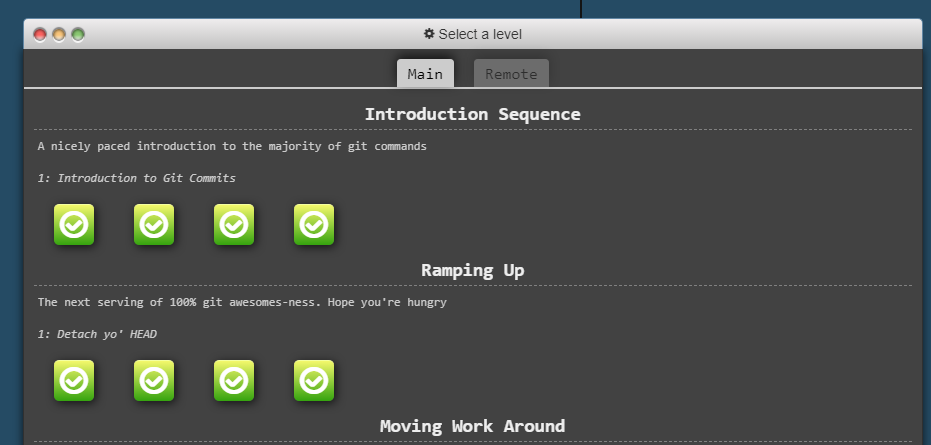 Select a level
Main Remote
Introduction Sequence
A nicely paced introduction to the majority of git commands
1: Introduction to Git Commits
Ramping Up
The next serving of 100% git awesomes-ness. Hope you're hungry
1: Detach yo' HEAD
Moving Work Around